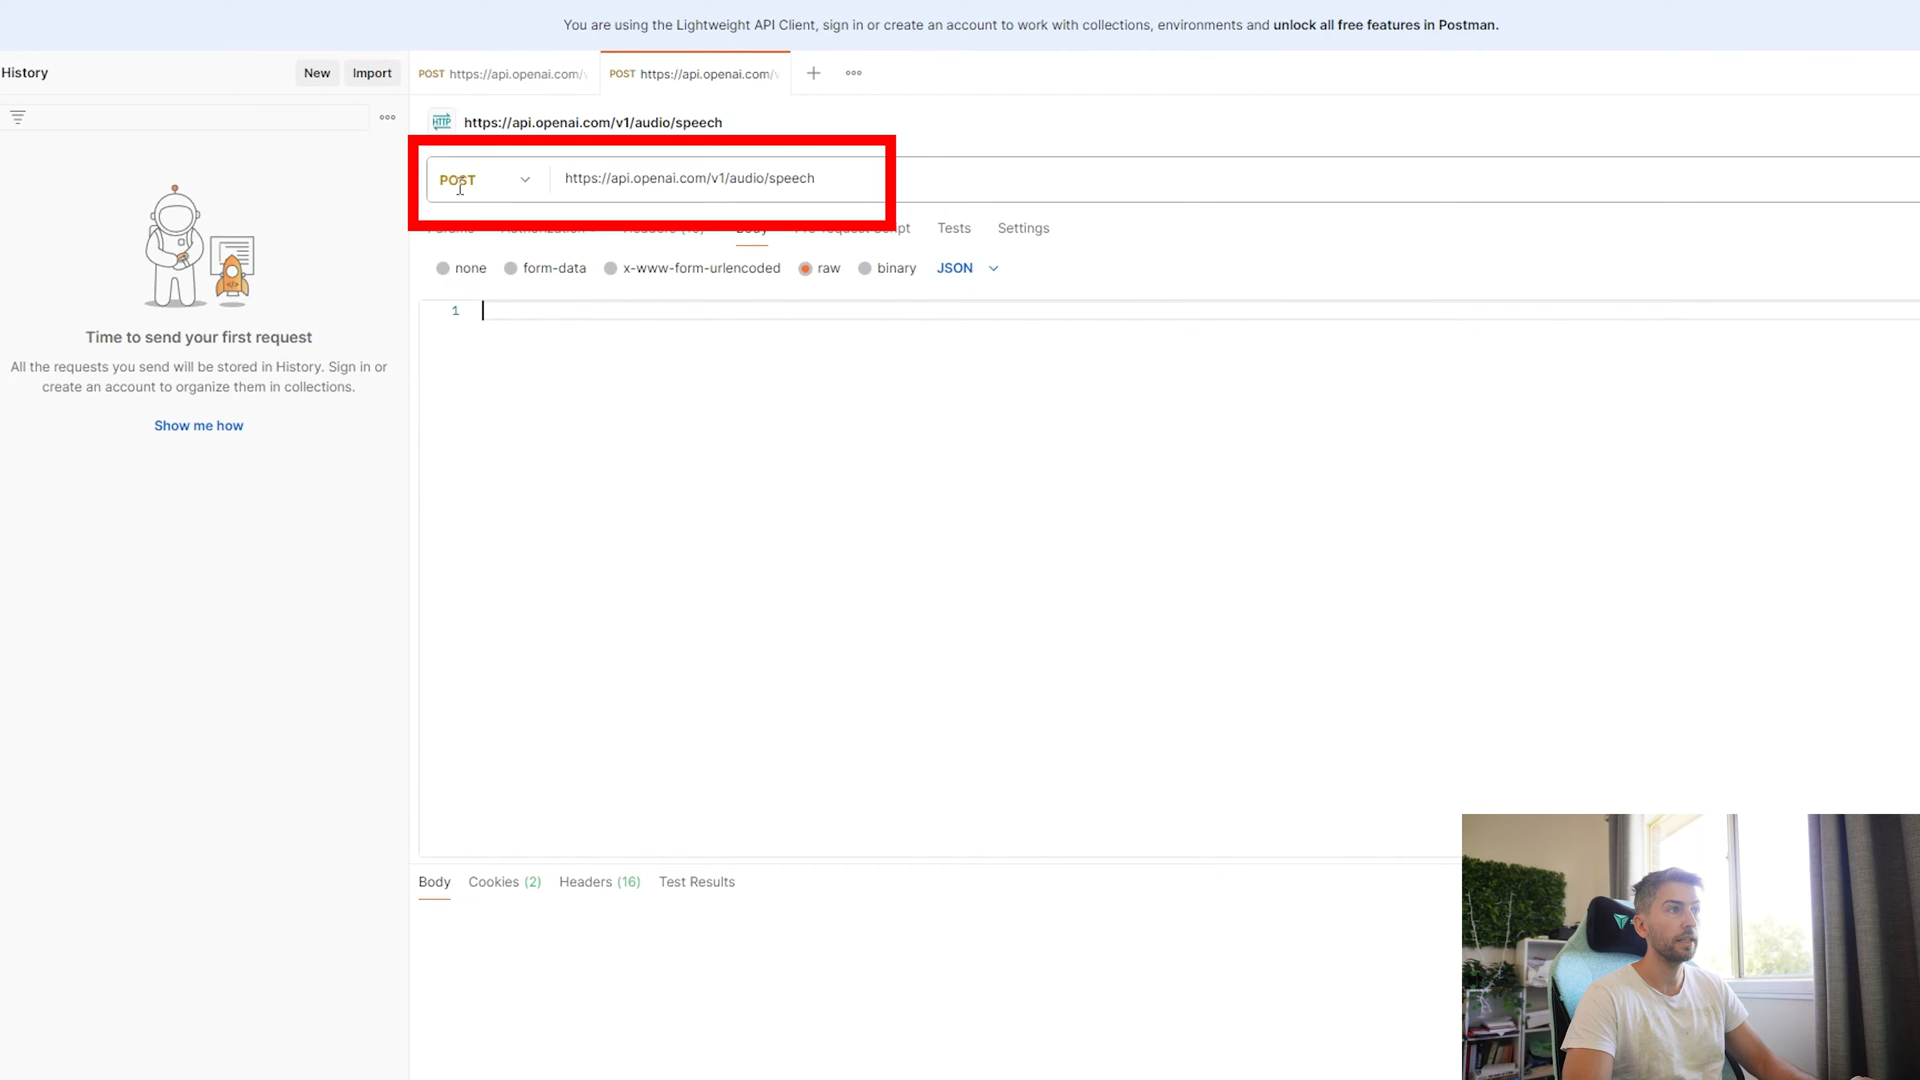 You are using the Lightweight API Client, sign in or create an account to work with collections, environments and unlock all free features in Postman.
History
New
Import
POST https://api.openai.com/v
POST https://api.openai.com/v
HTTP
https://api.openai.com/v1/audio/speech
POST
https://api.openai.com/v1/audio/speech
Body
Tests
Settings
none
form-data
x-www-form-urlencoded
raw
binary
JSON
1
Time to send your first request
All the requests you send will be stored in History. Sign in or
create an account to organize them in collections.
Show me how
Body
Cookies (2)
Headers (16)
Test Results